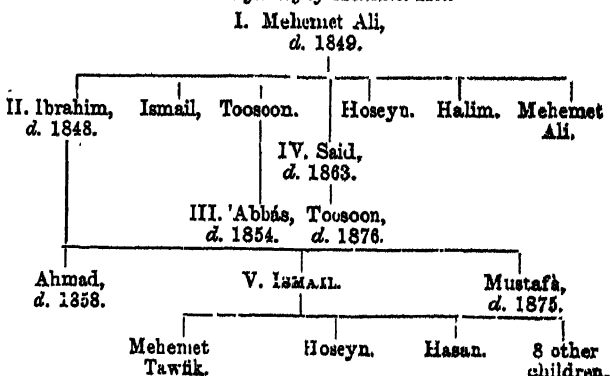 I. Mehemet Ali,
d. 1849.
II. Ibrahim, Ismail, Toosoon. Hoseyn. Halim. Mehemet
d. 1848. Ali.
IV. Said,
d. 1863.
III. 'Abbás, Toosoon,
d. 1854. d. 1876.
Ahmad, V. ISMAIL. Mustafà,
d. 1858. d. 1875.
Mehemet Hoseyn. Hasan. 8 other
Tawfik. children.